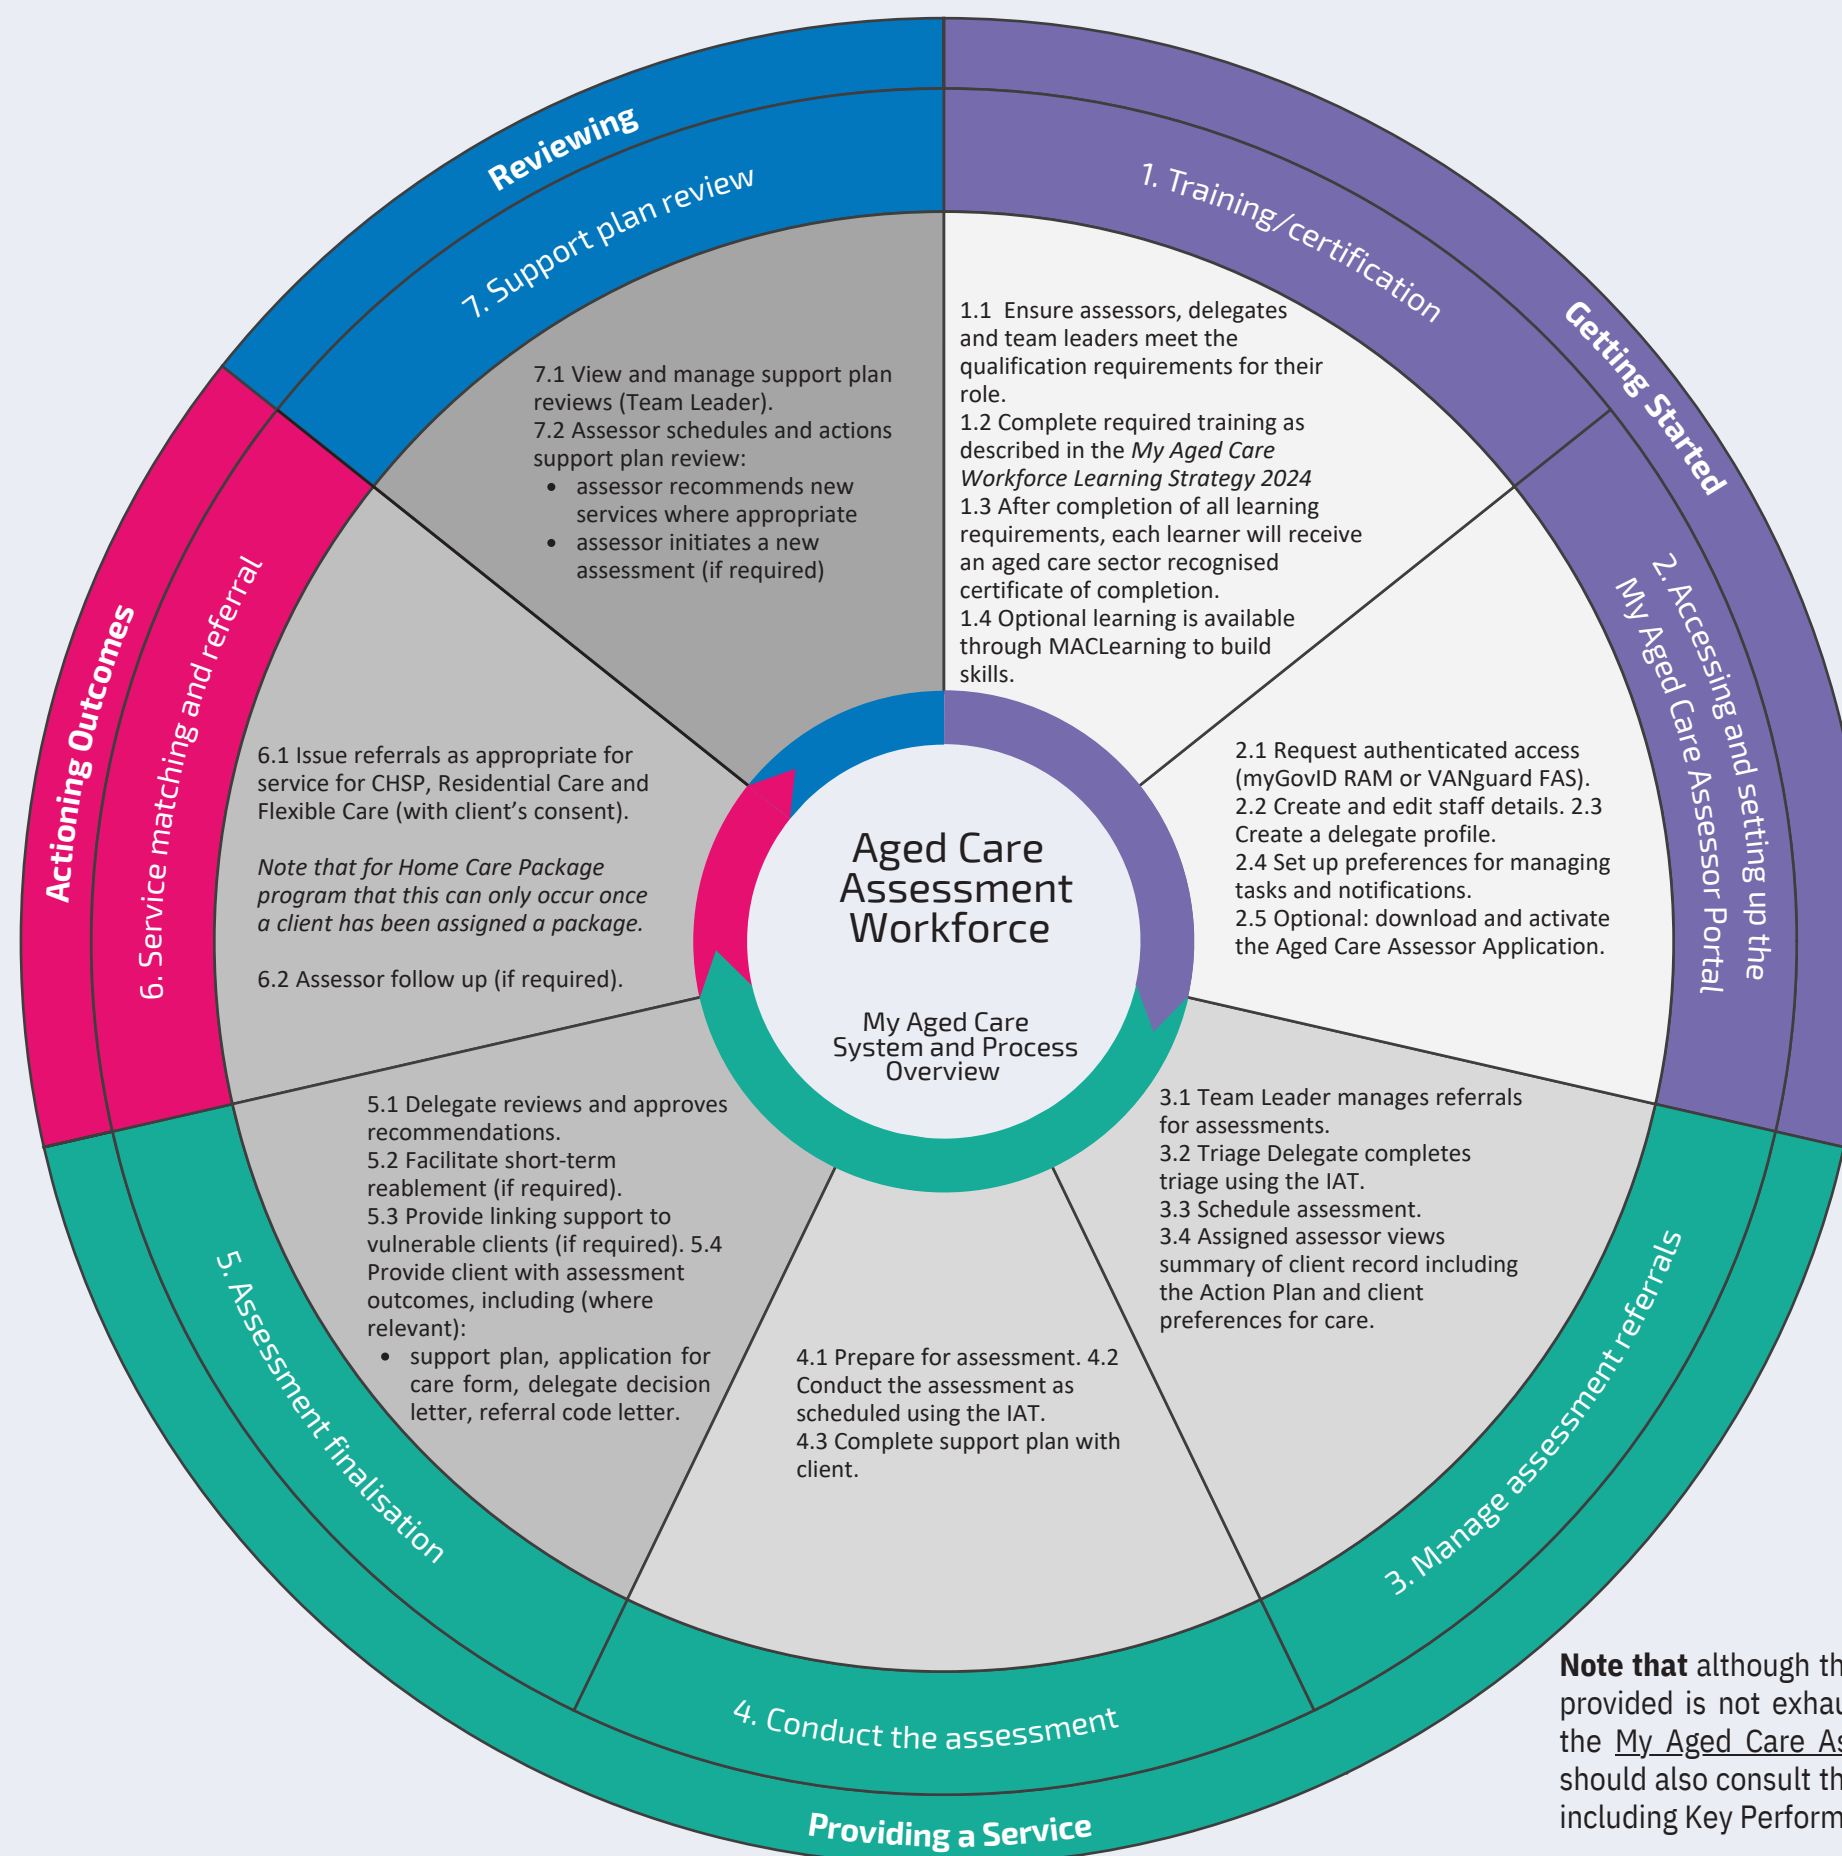 Getting Started
1. Training/certification
1.1 Ensure assessors, delegates
and team leaders meet the
qualification requirements for their
role.
1.2 Complete required training as
described in the My Aged Care
Workforce Learning Strategy 2024
1.3 After completion of all learning
requirements, each learner will receive
an aged care sector recognised
certificate of completion.
1.4 Optional learning is available
through MACLearning to build
skills.
2. Accessing and setting up the
My Aged Care Assessor Portal
2.1 Request authenticated access
(myGovID RAM or VANguard FAS).
2.2 Create and edit staff details. 2.3
Create a delegate profile.
2.4 Set up preferences for managing
tasks and notifications.
2.5 Optional: download and activate
the Aged Care Assessor Application.
Providing a Service
3. Manage assessment referrals
3.1 Team Leader manages referrals
for assessments.
3.2 Triage Delegate completes
triage using the IAT.
3.3 Schedule assessment.
3.4 Assigned assessor views
summary of client record including
the Action Plan and client
preferences for care.
4. Conduct the assessment
4.1 Prepare for assessment. 4.2
Conduct the assessment as
scheduled using the IAT.
4.3 Complete support plan with
client.
5. Assessment finalisation
5.1 Delegate reviews and approves
recommendations.
5.2 Facilitate short-term
reablement (if required).
5.3 Provide linking support to
vulnerable clients (if required). 5.4
Provide client with assessment
outcomes, including (where
relevant):
• support plan, application for
care form, delegate decision
letter, referral code letter.
Actioning Outcomes
6. Service matching and referral
6.1 Issue referrals as appropriate for
service for CHSP, Residential Care and
Flexible Care (with client's consent).
Note that for Home Care Package
program that this can only occur once
a client has been assigned a package.
6.2 Assessor follow up (if required).
Reviewing
7. Support plan review
7.1 View and manage support plan
reviews (Team Leader).
7.2 Assessor schedules and actions
support plan review:
• assessor recommends new
services where appropriate
• assessor initiates a new
assessment (if required)
Aged Care
Assessment
Workforce
My Aged Care
System and Process
Overview
Note that although
provided is not
the My Aged Care
should also consult
including Key